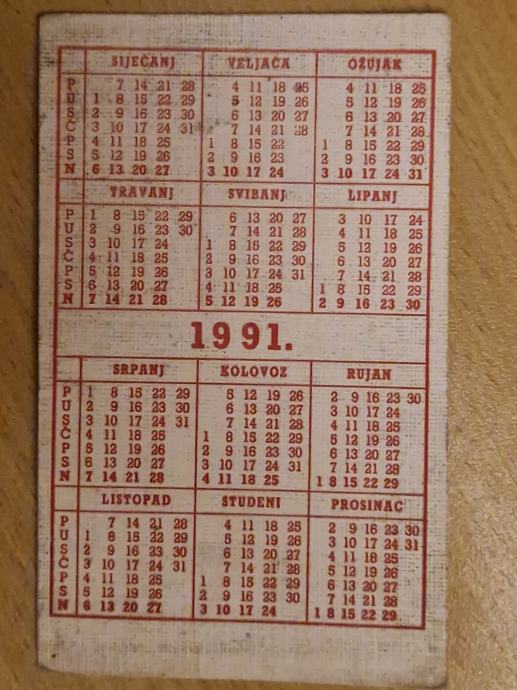 SIJEČANJ VELJAČA OŽUJAK
P 7 14 21 28 4 11 18 25 4 11 18 25
U 1 8 15 22 29 5 12 19 26 5 12 19 26
S 2 9 16 23 30 6 13 20 27 6 13 20 27
Č 3 10 17 24 31 7 14 21 28 7 14 21 28
P 4 11 18 25 1 8 15 22 1 8 15 22 29
S 5 12 19 26 2 9 16 23 2 9 16 23 30
N 6 13 20 27 3 10 17 24 3 10 17 24 31
TRAVANJ SVIBANJ LIPANJ
P 1 8 15 22 29 6 13 20 27 3 10 17 24
U 2 9 16 23 30 7 14 21 28 4 11 18 25
S 3 10 17 24 1 8 15 22 29 5 12 19 26
Č 4 11 18 25 2 9 16 23 30 6 13 20 27
P 5 12 19 26 3 10 17 24 31 7 14 21 28
S 6 13 20 27 4 11 18 25 1 8 15 22 29
N 7 14 21 28 5 12 19 26 2 9 16 23 30
1991.
SRPANJ KOLOVOZ RUJAN
P 1 8 15 22 29 5 12 19 26 2 9 16 23 30
U 2 9 16 23 30 6 13 20 27 3 10 17 24
S 3 10 17 24 31 7 14 21 28 4 11 18 25
Č 4 11 18 25 1 8 15 22 29 5 12 19 26
P 5 12 19 26 2 9 16 23 30 6 13 20 27
S 6 13 20 27 3 10 17 24 31 7 14 21 28
N 7 14 21 28 4 11 18 25 1 8 15 22 29
LISTOPAD STUDENI PROSINAC
P 7 14 21 28 4 11 18 25 2 9 16 23 30
U 1 8 15 22 29 5 12 19 26 3 10 17 24 31
S 2 9 16 23 30 6 13 20 27 4 11 18 25
Č 3 10 17 24 31 7 14 21 28 5 12 19 26
P 4 11 18 25 1 8 15 22 29 6 13 20 27
S 5 12 19 26 2 9 16 23 30 7 14 21 28
N 6 13 20 27 3 10 17 24 1 8 15 22 29